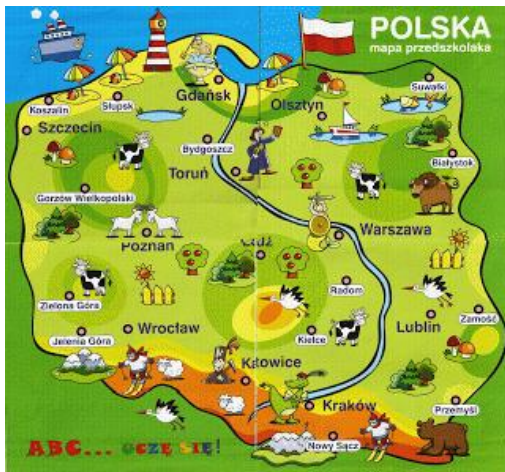 POLSKA
mapa przedszkolaka
Gdańsk
Suwałki
Koszalin
Słupsk
Olsztyn
Szczecin
Bydgoszcz
Białystok
Toruń
Gorzów Wielkopolski
Warszawa
Poznań
Łódź
Radom
Zielona Góra
Wrocław
Lublin
Zamość
Jelenia Góra
Kielce
Katowice
Kraków
Przemyśl
Nowy Sącz
ABC... UCZĘ SIĘ!